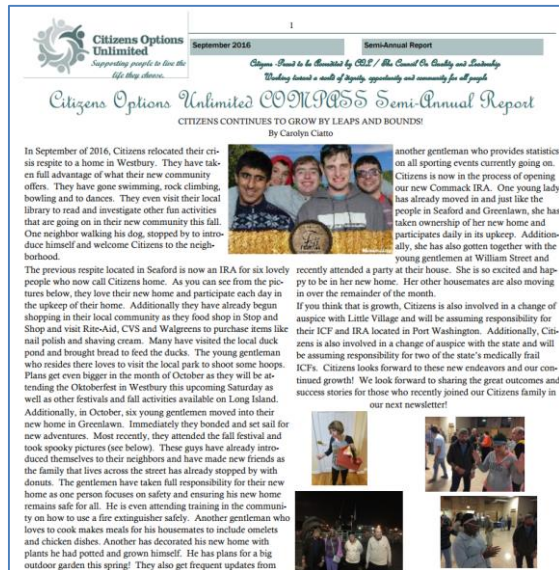 1
Citizens Options
Unlimited
Supporting people to live the
life they choose.
September 2016
Semi-Annual Report
Citizens -Proud to be Accredited by CQL / The Council On Quality and Leadership
Working toward a world of dignity, opportunity and community for all people
Citizens Options Unlimited COMPASS Semi-Annual Report
CITIZENS CONTINUES TO GROW BY LEAPS AND BOUNDS!
By Carolyn Ciatto
In September of 2016, Citizens relocated their cri-
sis respite to a home in Westbury. They have tak-
en full advantage of what their new community
offers. They have gone swimming, rock climbing,
bowling and to dances. They even visit their local
library to read and investigate other fun activities
that are going on in their new community this fall.
One neighbor walking his dog, stopped by to intro-
duce himself and welcome Citizens to the neigh-
borhood.
The previous respite located in Seaford is now an IRA for six lovely
people who now call Citizens home. As you can see from the pic-
tures below, they love their new home and participate each day in
the upkeep of their home. Additionally they have already begun
shopping in their local community as they food shop in Stop and
Shop and visit Rite-Aid, CVS and Walgreens to purchase items like
nail polish and shaving cream. Many have visited the local duck
pond and brought bread to feed the ducks. The young gentleman
who resides there loves to visit the local park to shoot some hoops.
Plans get even bigger in the month of October as they will be at-
tending the Oktoberfest in Westbury this upcoming Saturday as
well as other festivals and fall activities available on Long Island.
Additionally, in October, six young gentlemen moved into their
new home in Greenlawn. Immediately they bonded and set sail for
new adventures. Most recently, they attended the fall festival and
took spooky pictures (see below). These guys have already intro-
duced themselves to their neighbors and have made new friends as
the family that lives across the street has already stopped by with
donuts. The gentlemen have taken full responsibility for their new
home as one person focuses on safety and ensuring his new home
remains safe for all. He is even attending training in the communi-
ty on how to use a fire extinguisher safely. Another gentleman who
loves to cook makes meals for his housemates to include omelets
and chicken dishes. Another has decorated his new home with
plants he had potted and grown himself. He has plans for a big
outdoor garden this spring! They also get frequent updates from
another gentleman who provides statistics
on all sporting events currently going on.
Citizens is now in the process of opening
our new Commack IRA. One young lady
has already moved in and just like the
people in Seaford and Greenlawn, she has
taken ownership of her new home and
participates daily in its upkeep. Addition-
ally, she has also gotten together with the
young gentlemen at William Street and
recently attended a party at their house. She is so excited and hap-
py to be in her new home. Her other housemates are also moving
in over the remainder of the month.
If you think that is growth, Citizens is also involved in a change of
auspice with Little Village and will be assuming responsibility for
their ICF and IRA located in Port Washington. Additionally, Citi-
zens is also involved in a change of auspice with the state and will
be assuming responsibility for two of the state's medically frail
ICFs. Citizens looks forward to these new endeavors and our con-
tinued growth! We look forward to sharing the great outcomes and
success stories for those who recently joined our Citizens family in
our next newsletter!